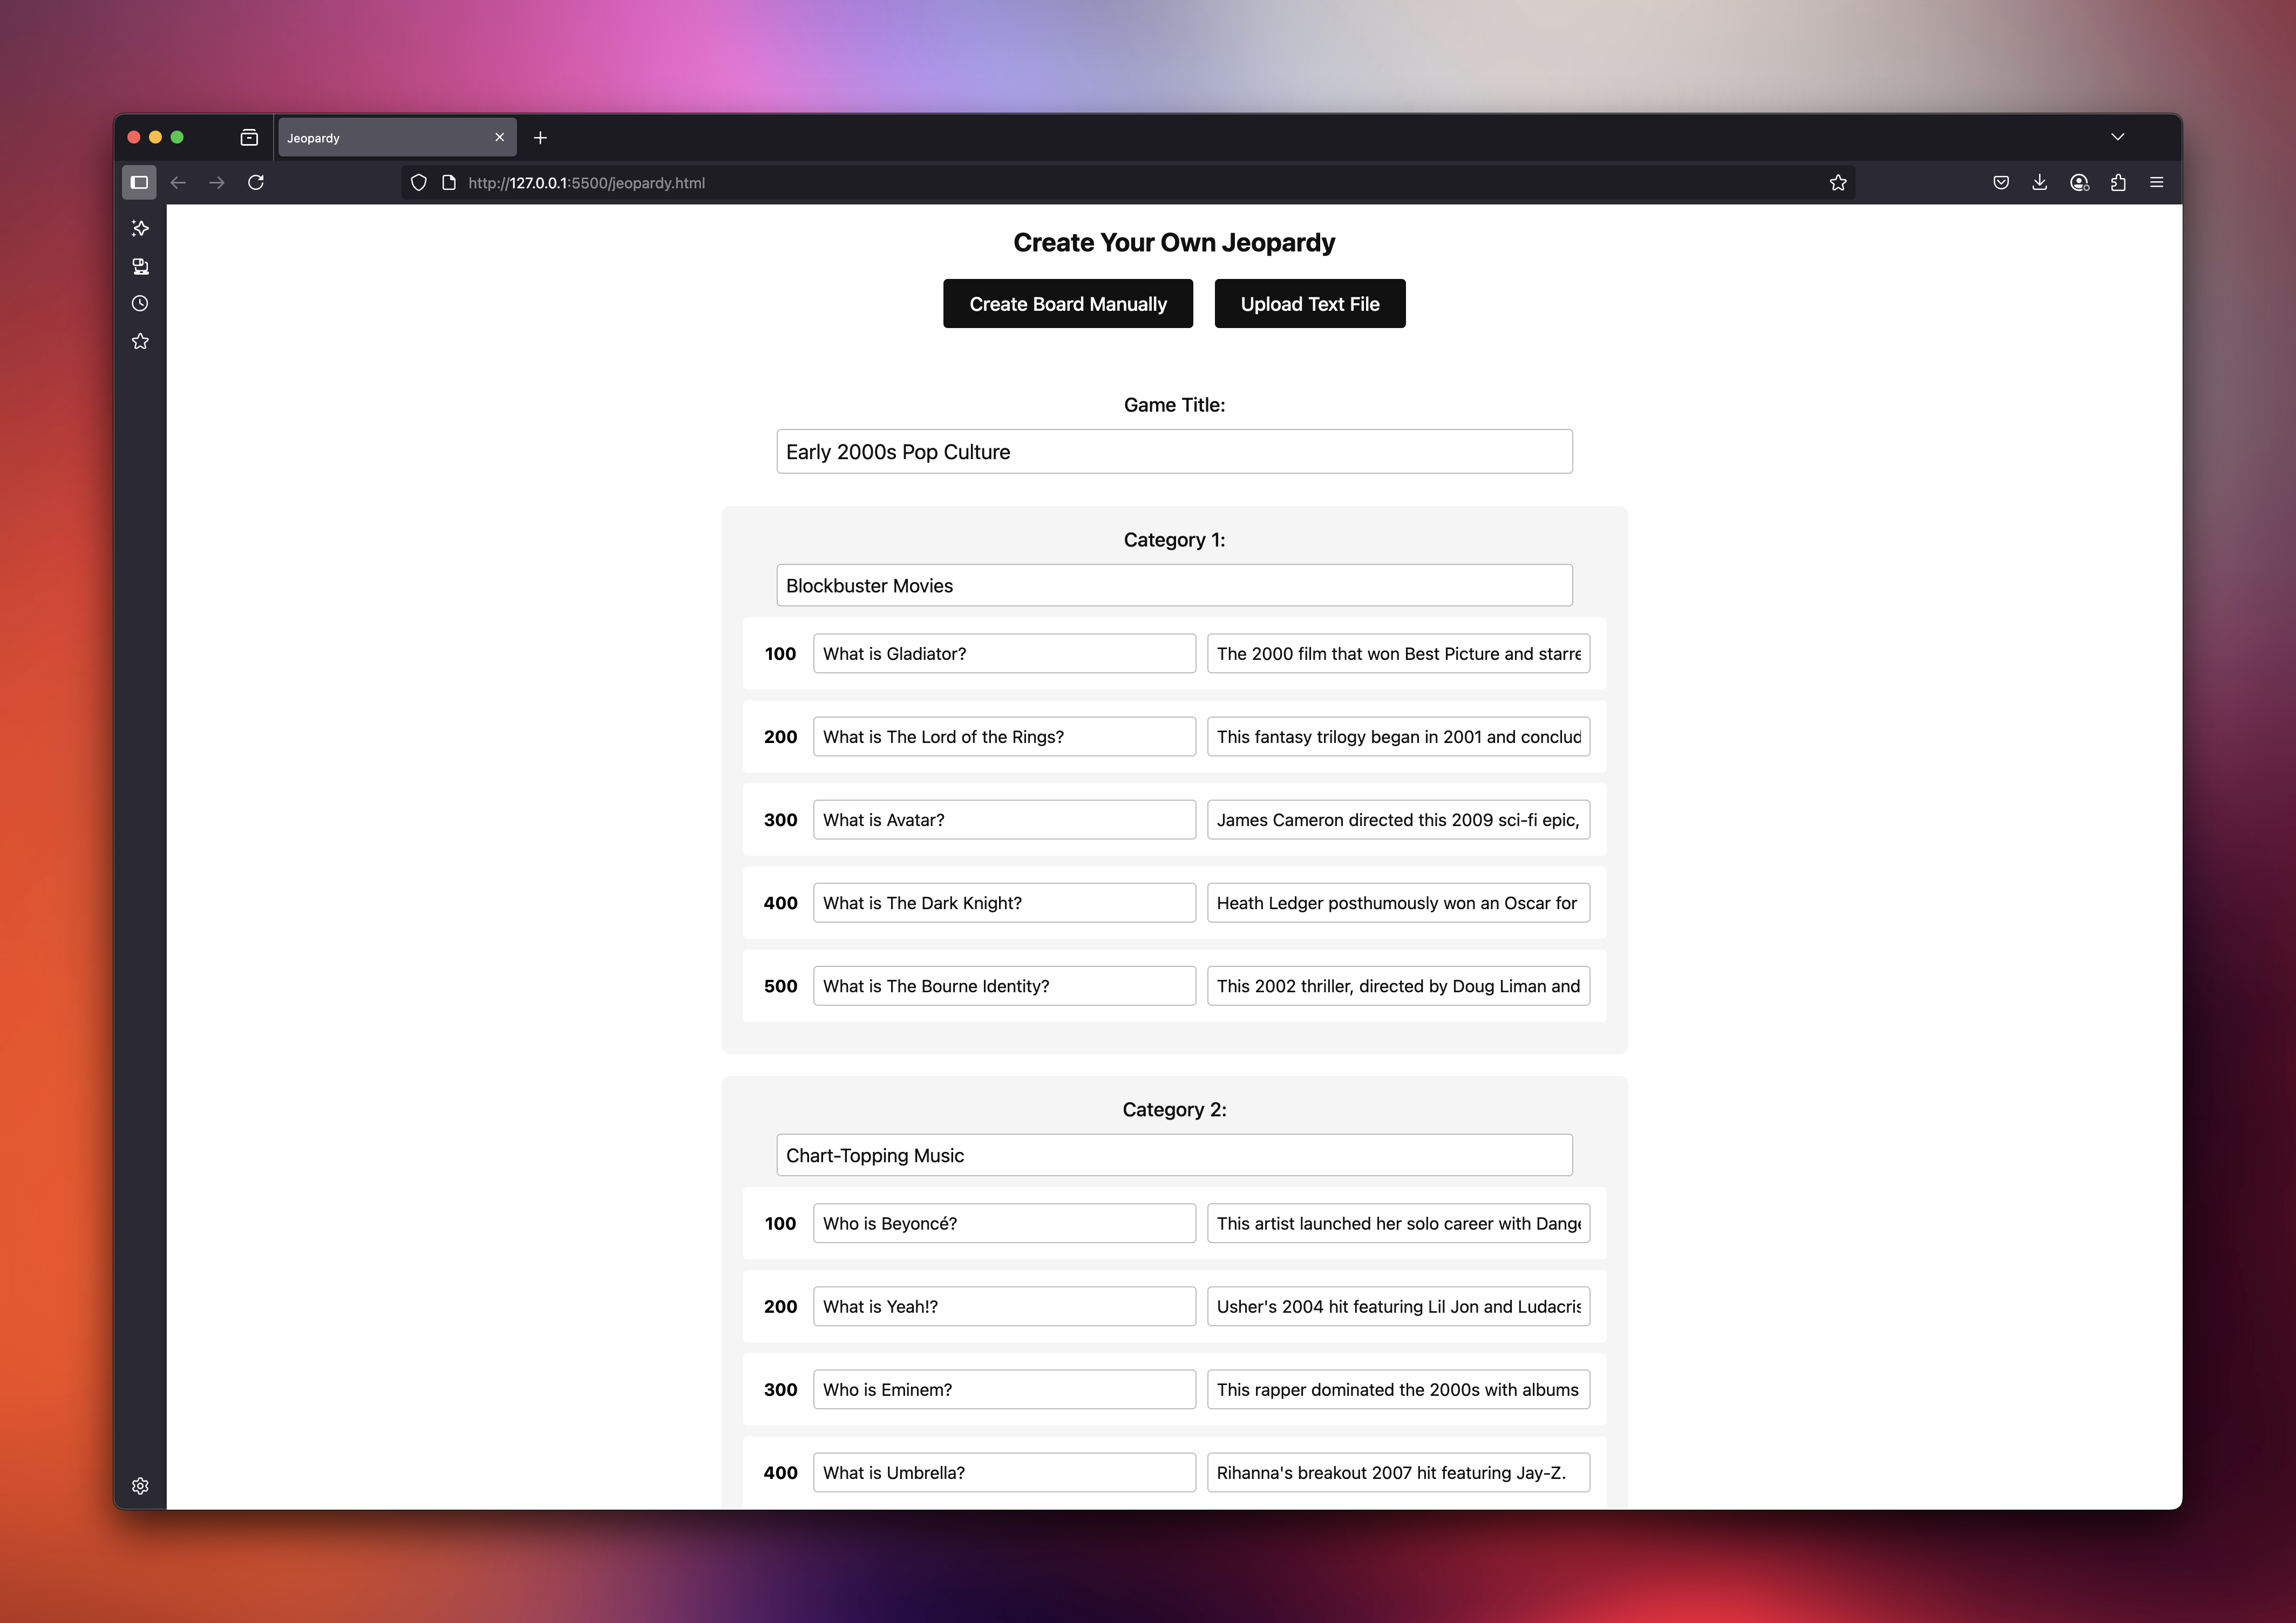 Jeopardy
http://127.0.0.1:5500/jeopardy.html
Create Your Own Jeopardy
Create Board Manually Upload Text File
Game Title:
Early 2000s Pop Culture
Category 1:
Blockbuster Movies
100 What is Gladiator? The 2000 film that won Best Picture and starre
200 What is The Lord of the Rings? This fantasy trilogy began in 2001 and conclud
300 What is Avatar? James Cameron directed this 2009 sci-fi epic,
400 What is The Dark Knight? Heath Ledger posthumously won an Oscar for
500 What is The Bourne Identity? This 2002 thriller, directed by Doug Liman and
Category 2:
Chart-Topping Music
100 Who is Beyoncé? This artist launched her solo career with Dange
200 What is Yeah!? Usher's 2004 hit featuring Lil Jon and Ludacris
300 Who is Eminem? This rapper dominated the 2000s with albums
400 What is Umbrella? Rihanna's breakout 2007 hit featuring Jay-Z.